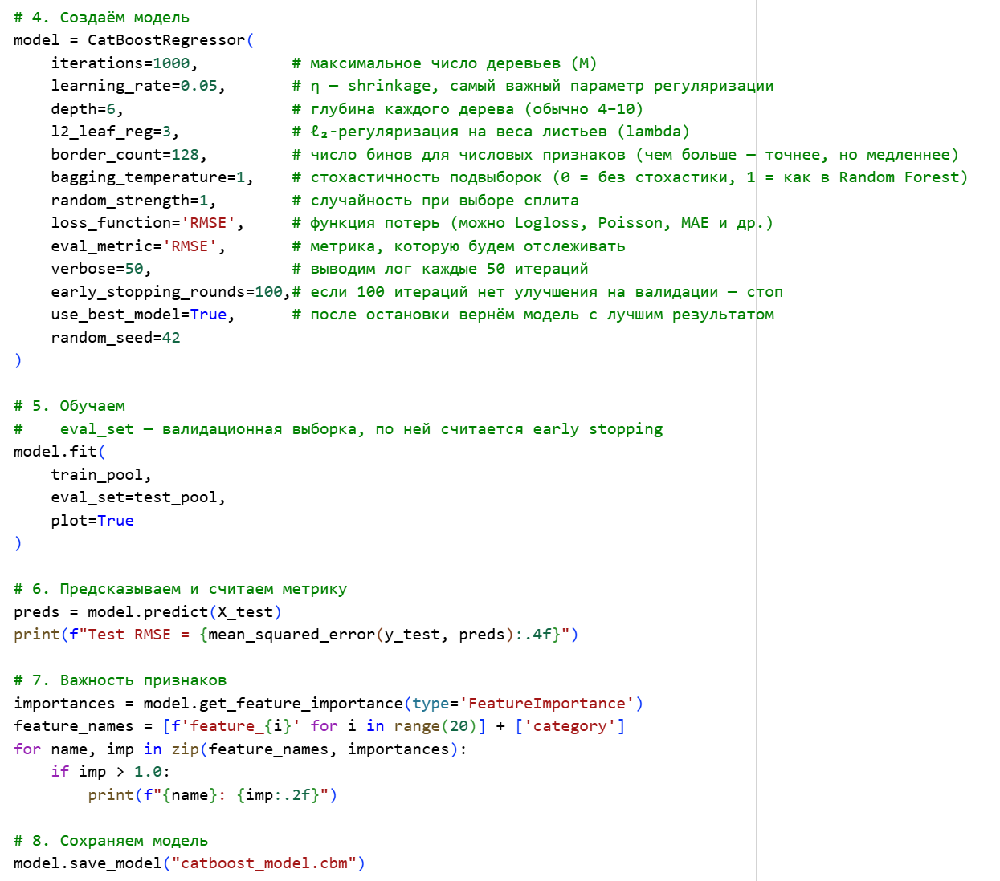 # 4. Создаём модель
model = CatBoostRegressor(
    iterations=1000,          # максимальное число деревьев (M)
    learning_rate=0.05,       # η — shrinkage, самый важный параметр регуляризации
    depth=6,                  # глубина каждого дерева (обычно 4–10)
    l2_leaf_reg=3,            # ℓ₂-регуляризация на веса листьев (lambda)
    border_count=128,         # число бинов для числовых признаков (чем больше — точнее, но медленнее)
    bagging_temperature=1,    # стохастичность подвыборок (0 = без стохастики, 1 = как в Random Forest)
    random_strength=1,        # случайность при выборе сплита
    loss_function='RMSE',     # функция потерь (можно Logloss, Poisson, MAE и др.)
    eval_metric='RMSE',       # метрика, которую будем отслеживать
    verbose=50,               # выводим лог каждые 50 итераций
    early_stopping_rounds=100,# если 100 итераций нет улучшения на валидации — стоп
    use_best_model=True,      # после остановки вернём модель с лучшим результатом
    random_seed=42
)

# 5. Обучаем
#    eval_set — валидационная выборка, по ней считается early stopping
model.fit(
    train_pool,
    eval_set=test_pool,
    plot=True
)

# 6. Предсказываем и считаем метрику
preds = model.predict(X_test)
print(f"Test RMSE = {mean_squared_error(y_test, preds):.4f}")

# 7. Важность признаков
importances = model.get_feature_importance(type='FeatureImportance')
feature_names = [f'feature_{i}' for i in range(20)] + ['category']
for name, imp in zip(feature_names, importances):
    if imp > 1.0:
        print(f"{name}: {imp:.2f}")

# 8. Сохраняем модель
model.save_model("catboost_model.cbm")